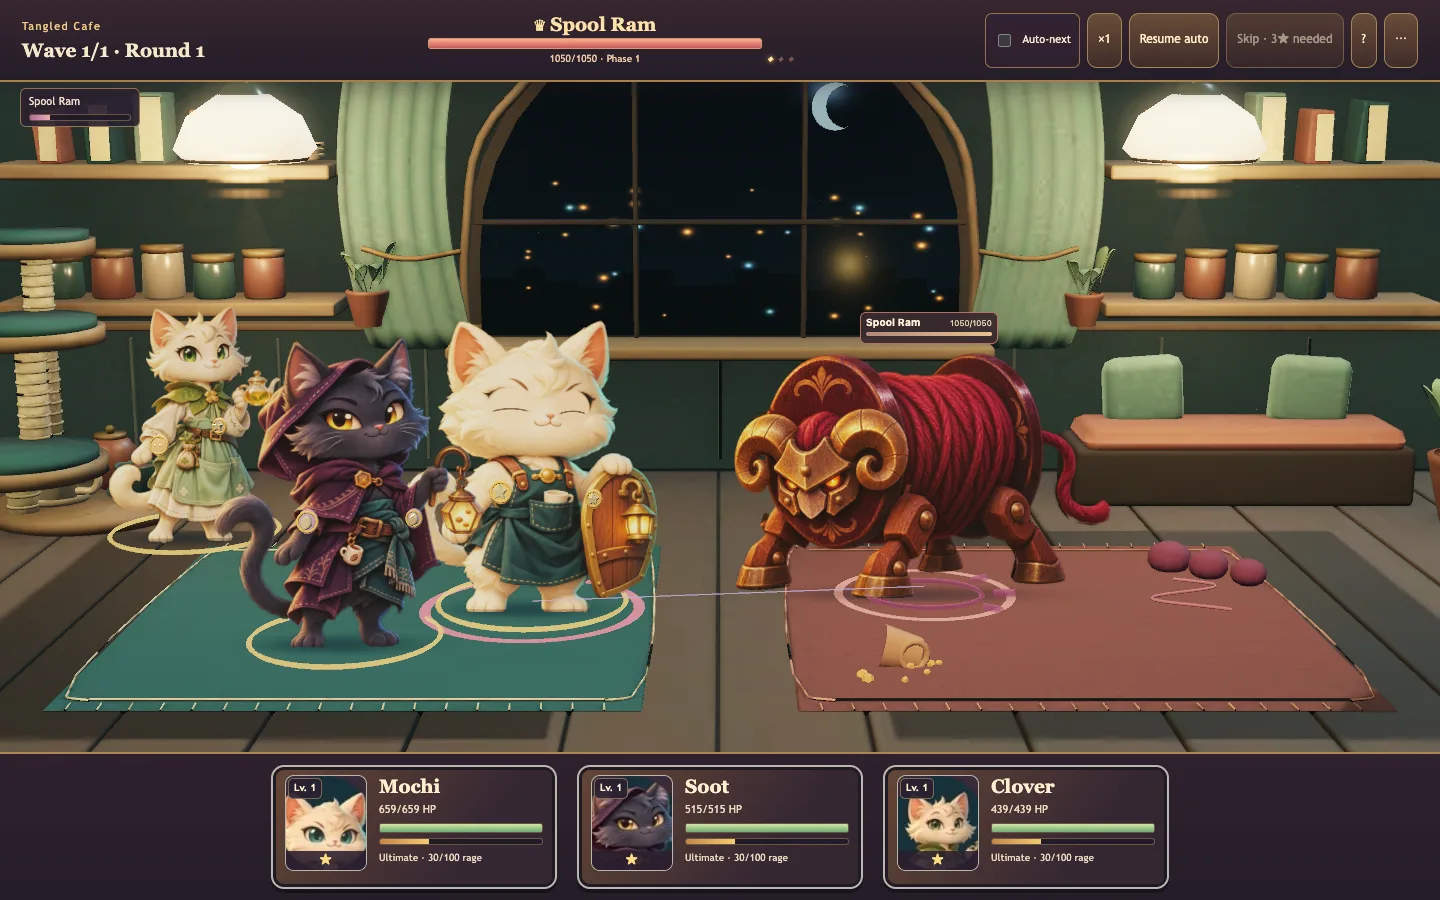 Tangled Cafe
Wave 1/1 · Round 1
♛ Spool Ram
1050/1050 · Phase 1
Auto-next
×1
Resume auto
Skip · 3★ needed
?
...
Spool Ram
Spool Ram 1050/1050
Lv. 1
Mochi
659/659 HP
Ultimate · 30/100 rage
Lv. 1
Soot
515/515 HP
Ultimate · 30/100 rage
Lv. 1
Clover
439/439 HP
Ultimate · 30/100 rage